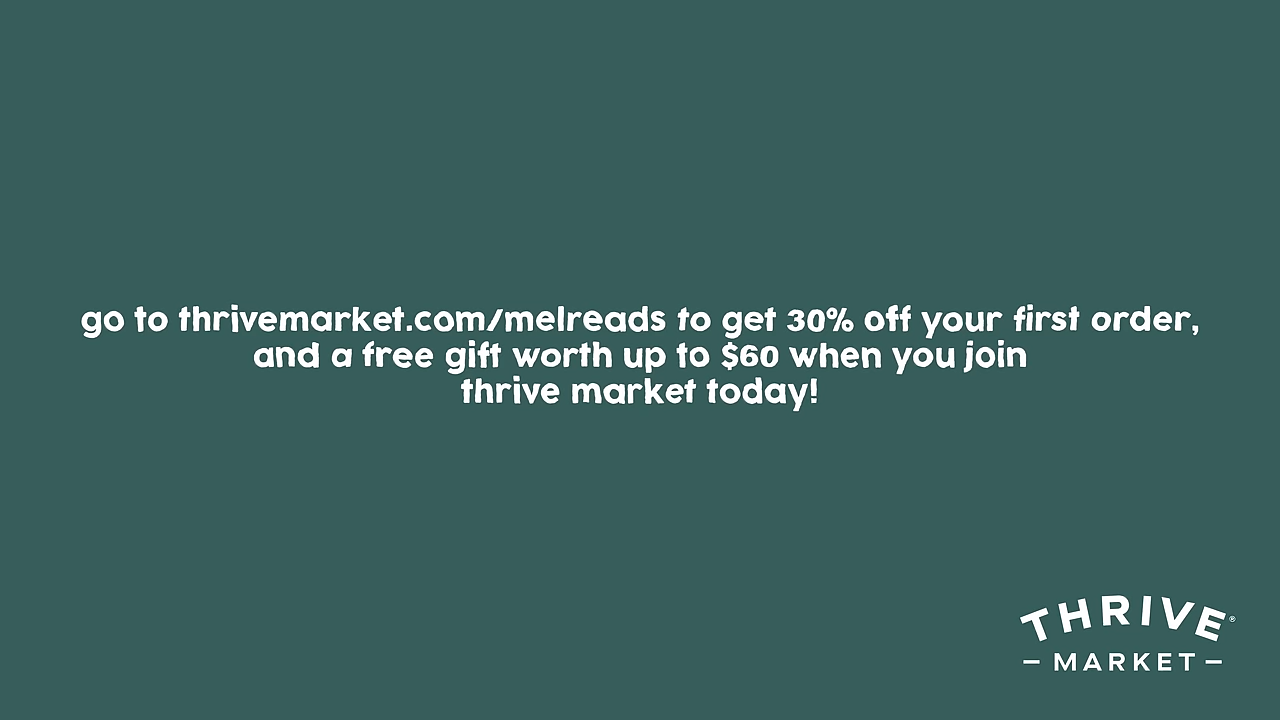 go to thrivemarket.com/melreads to get 30% off your first order,
and a free gift worth up to $60 when you join
thrive market today!
THRIVE®
– MARKET –